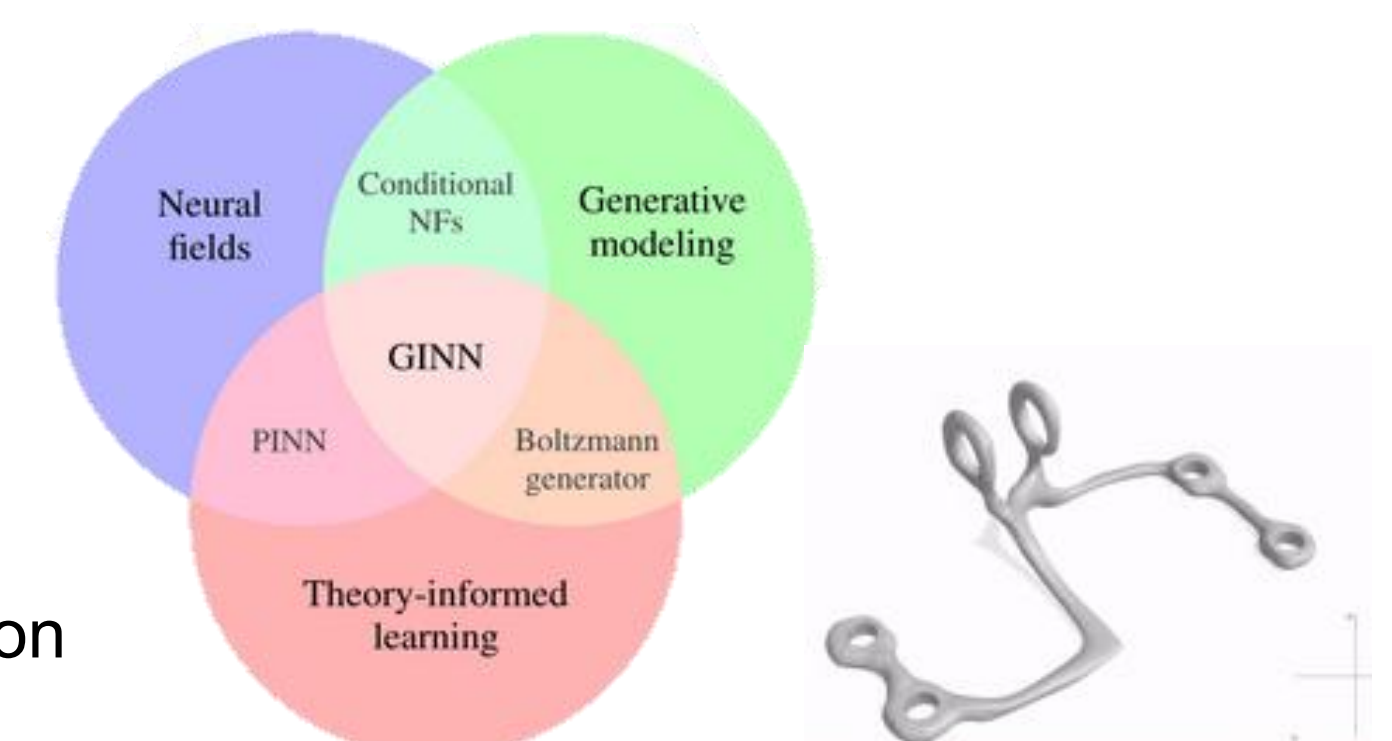 Neural
fields
Conditional
NFs
Generative
modeling
GINN
PINN
Boltzmann
generator
Theory-informed
learning
on